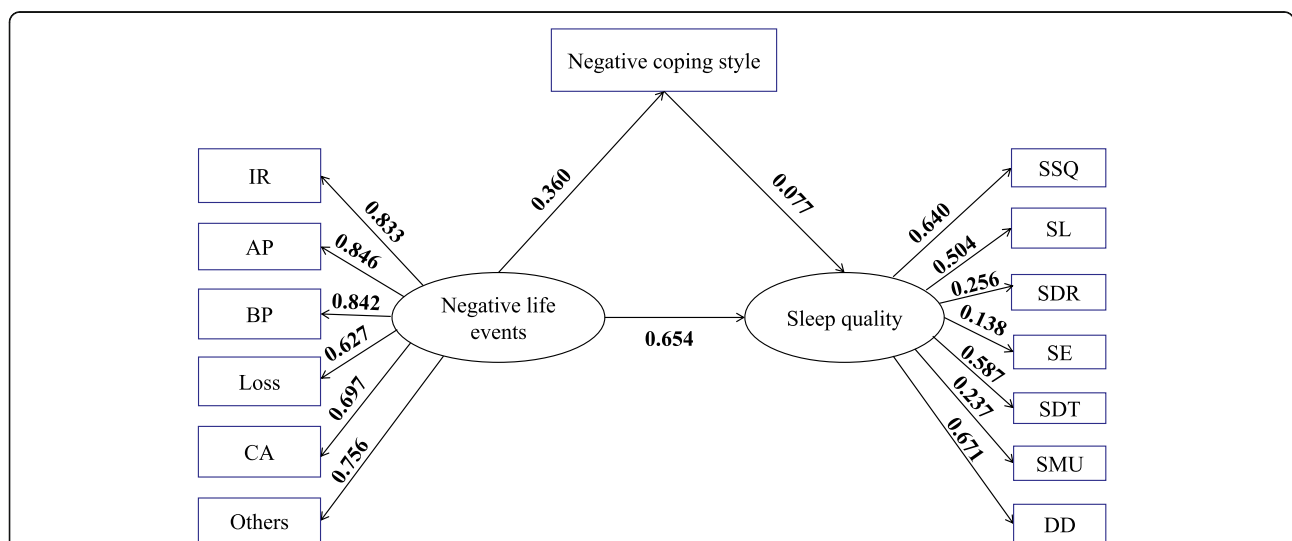 Negative coping style
IR
AP
BP
Loss
CA
Others
0.833
0.846
0.842
0.627
0.697
0.756
Negative life
events
0.360
0.077
0.654
Sleep quality
0.640
0.504
0.256
0.138
0.587
0.237
0.671
SSQ
SL
SDR
SE
SDT
SMU
DD